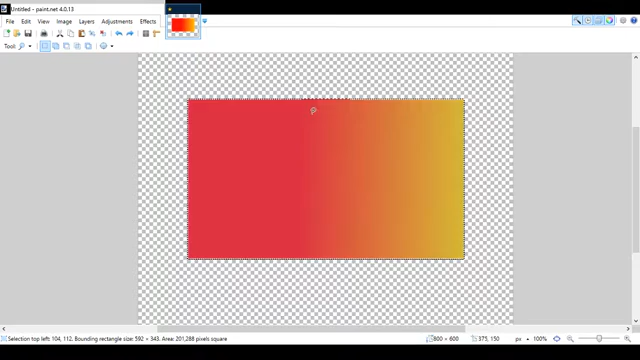 Untitled - paint.net 4.0.13
File Edit View Image Layers Adjustments Effects
Tool:
Selection top left: 104, 112. Bounding rectangle size: 592 × 343. Area: 201,288 pixels square
800 × 600
375, 150
px
100%